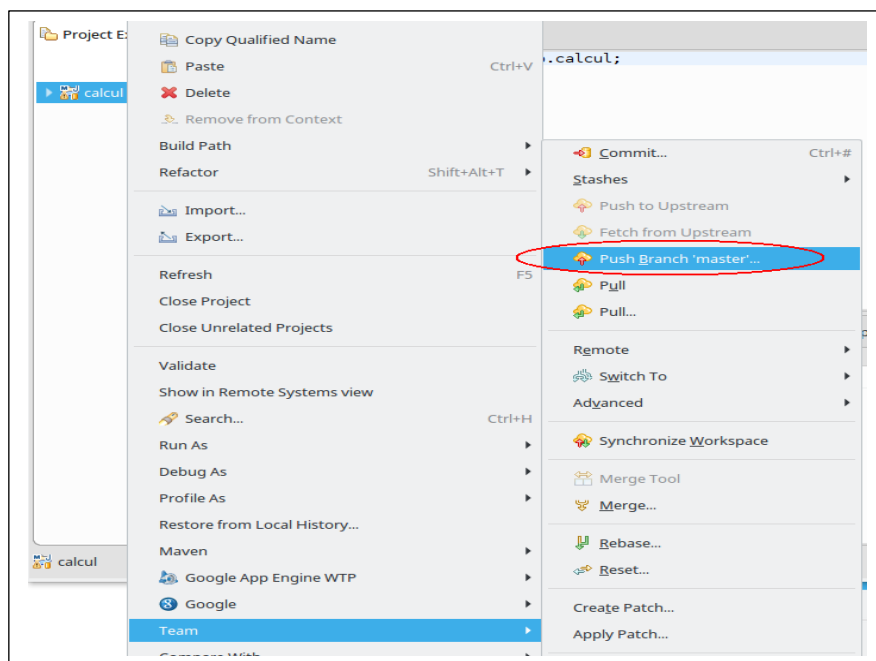 Project E
calcul
Copy Qualified Name
Paste Ctrl+V
Delete
Remove from Context
Build Path
Refactor Shift+Alt+T
Import...
Export...
Refresh F5
Close Project
Close Unrelated Projects
Validate
Show in Remote Systems view
Search... Ctrl+H
Run As
Debug As
Profile As
Restore from Local History...
Maven
Google App Engine WTP
Google
Team
Compare With
.calcul;
Commit... Ctrl+#
Stashes
Push to Upstream
Fetch from Upstream
Push Branch 'master'...
Pull
Pull...
Remote
Switch To
Advanced
Synchronize Workspace
Merge Tool
Merge...
Rebase...
Reset...
Create Patch...
Apply Patch...
calcul